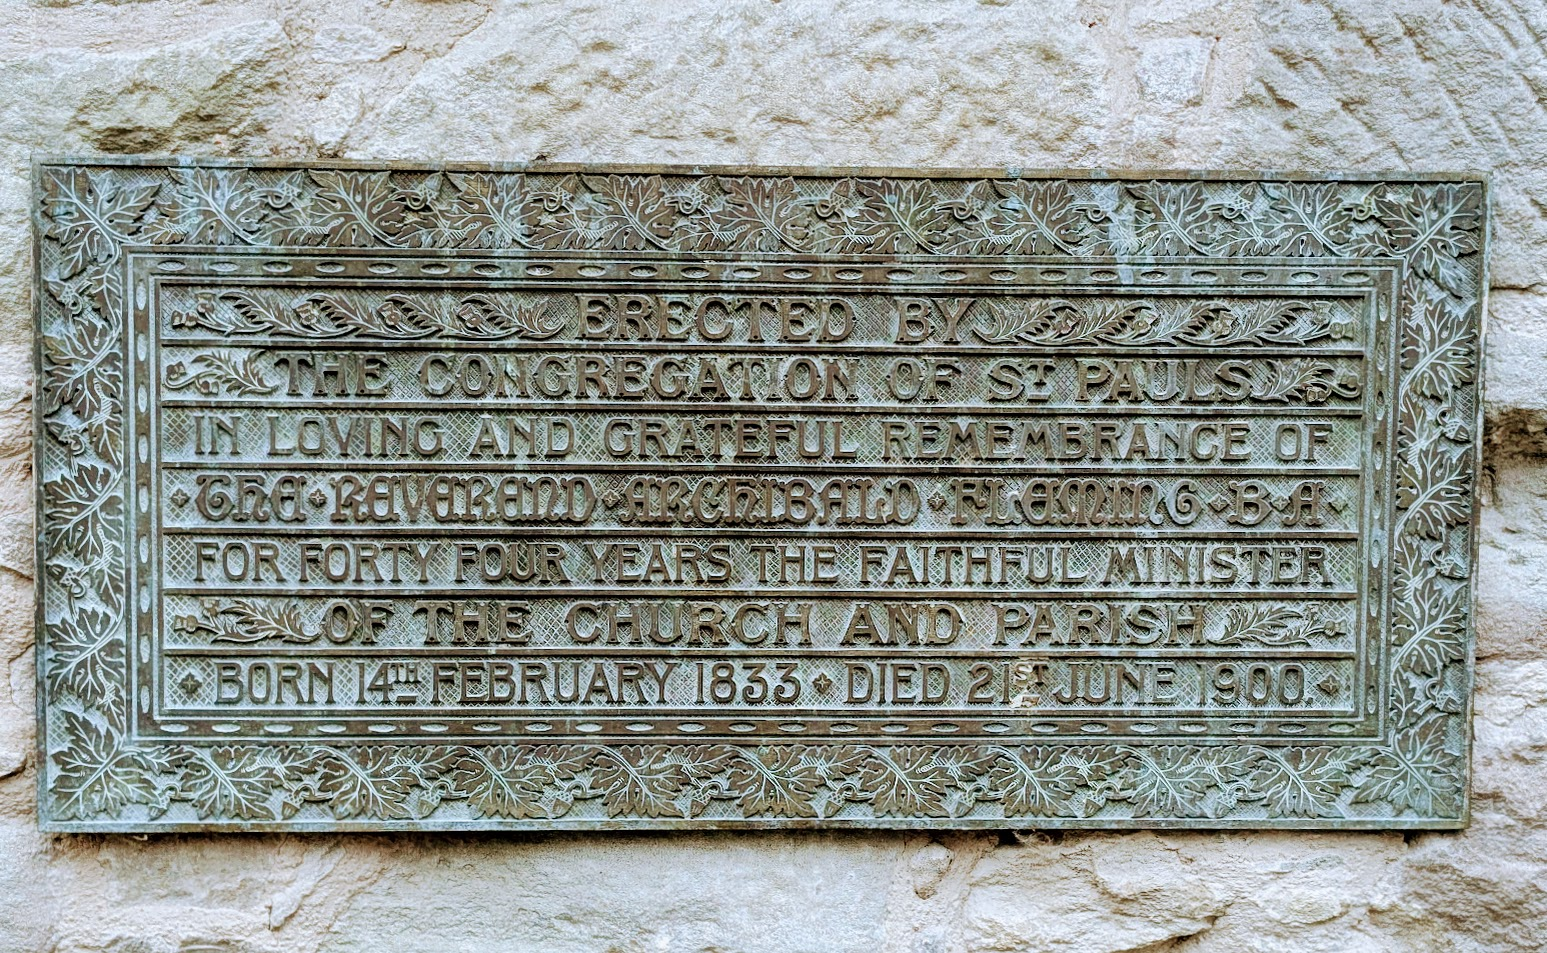 ERECTED BY
THE CONGREGATION OF ST PAULS
IN LOVING AND GRATEFUL REMEMBRANCE OF
THE · REVEREND · ARCHIBALD · FLEMING · B · A ·
FOR FORTY FOUR YEARS THE FAITHFUL MINISTER
OF THE CHURCH AND PARISH
· BORN 14TH FEBRUARY 1833 · DIED 21ST JUNE 1900 ·